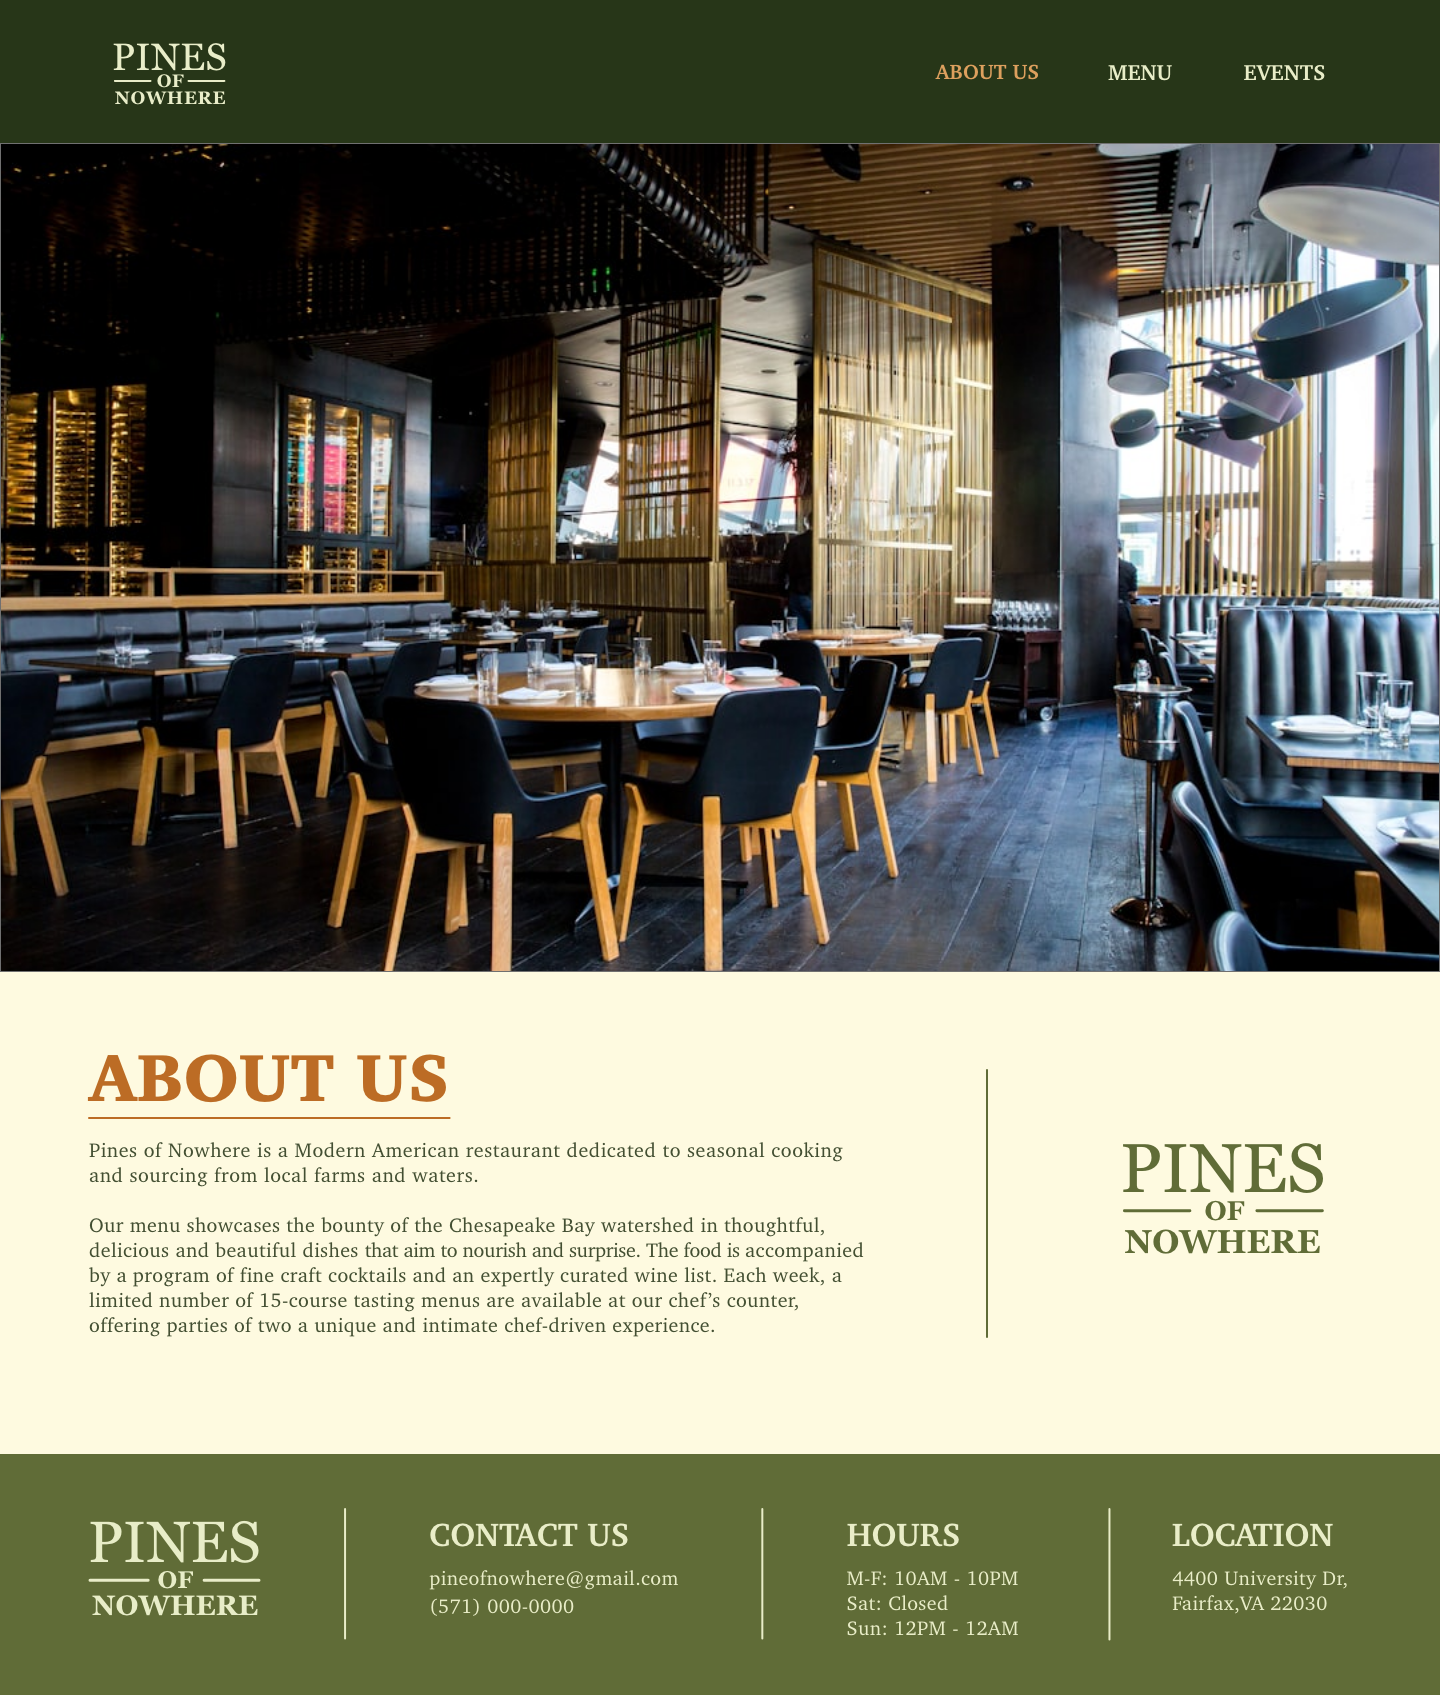 PINES
OF
NOWHERE
ABOUT US
MENU
EVENTS
ABOUT US
Pines of Nowhere is a Modern American restaurant dedicated to seasonal cooking
and sourcing from local farms and waters.
Our menu showcases the bounty of the Chesapeake Bay watershed in thoughtful,
delicious and beautiful dishes that aim to nourish and surprise. The food is accompanied
by a program of fine craft cocktails and an expertly curated wine list. Each week, a
limited number of 15-course tasting menus are available at our chef’s counter,
offering parties of two a unique and intimate chef-driven experience.
PINES
OF
NOWHERE
PINES
OF
NOWHERE
CONTACT US
pineofnowhere@gmail.com
(571) 000-0000
HOURS
M-F: 10AM - 10PM
Sat: Closed
Sun: 12PM - 12AM
LOCATION
4400 University Dr,
Fairfax,VA 22030